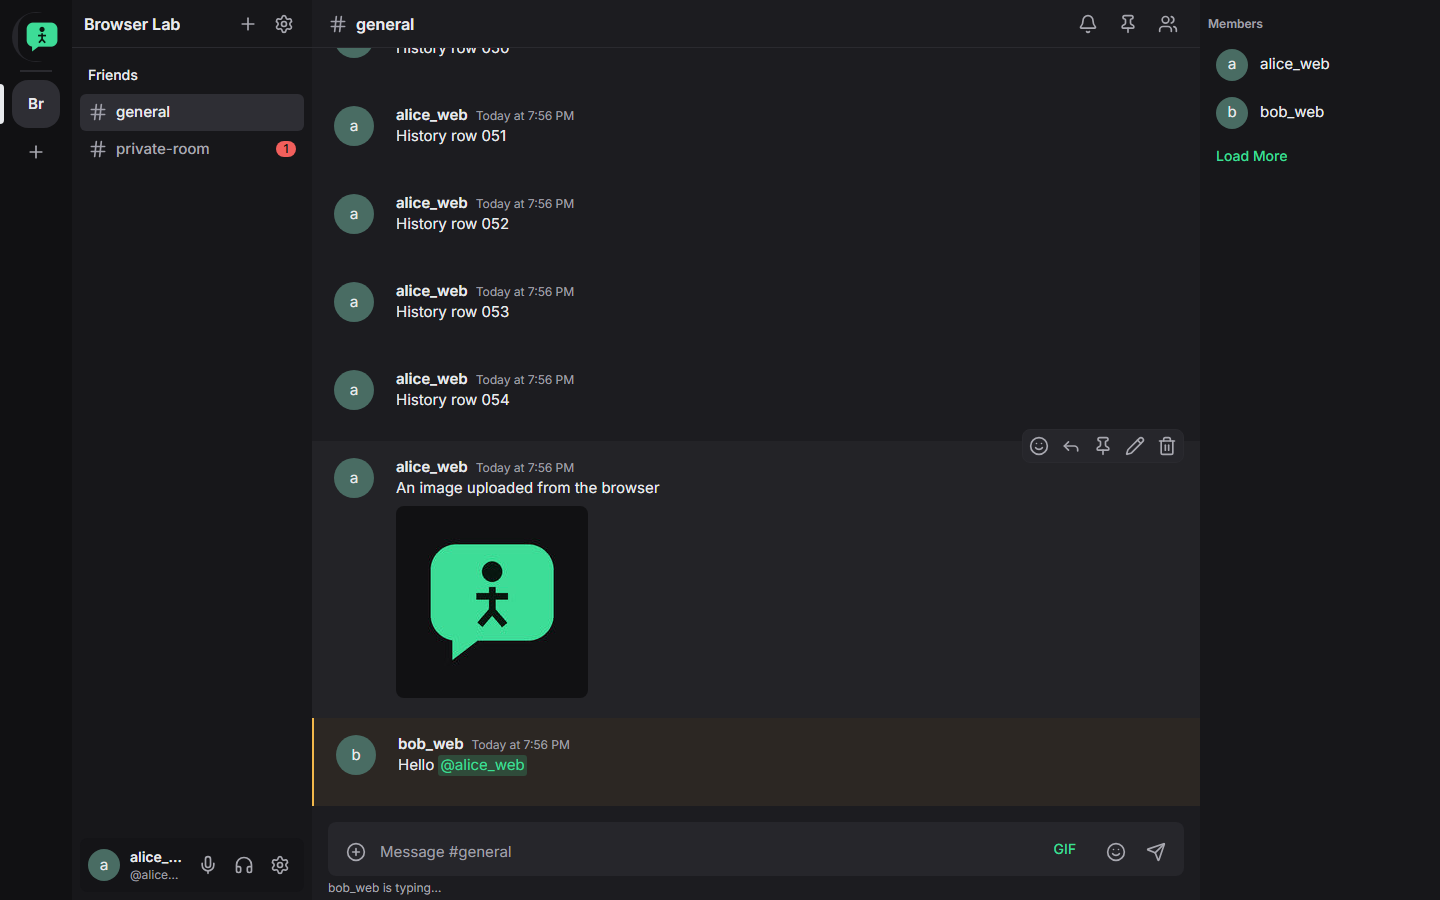 Browser Lab
Br
Friends
general
private-room
1
general
History row 050
alice_web Today at 7:56 PM
History row 051
alice_web Today at 7:56 PM
History row 052
alice_web Today at 7:56 PM
History row 053
alice_web Today at 7:56 PM
History row 054
alice_web Today at 7:56 PM
An image uploaded from the browser
bob_web Today at 7:56 PM
Hello @alice_web
Message #general
GIF
bob_web is typing...
a
a
a
a
a
b
a
alice_...
@alice...
Members
a
alice_web
b
bob_web
Load More